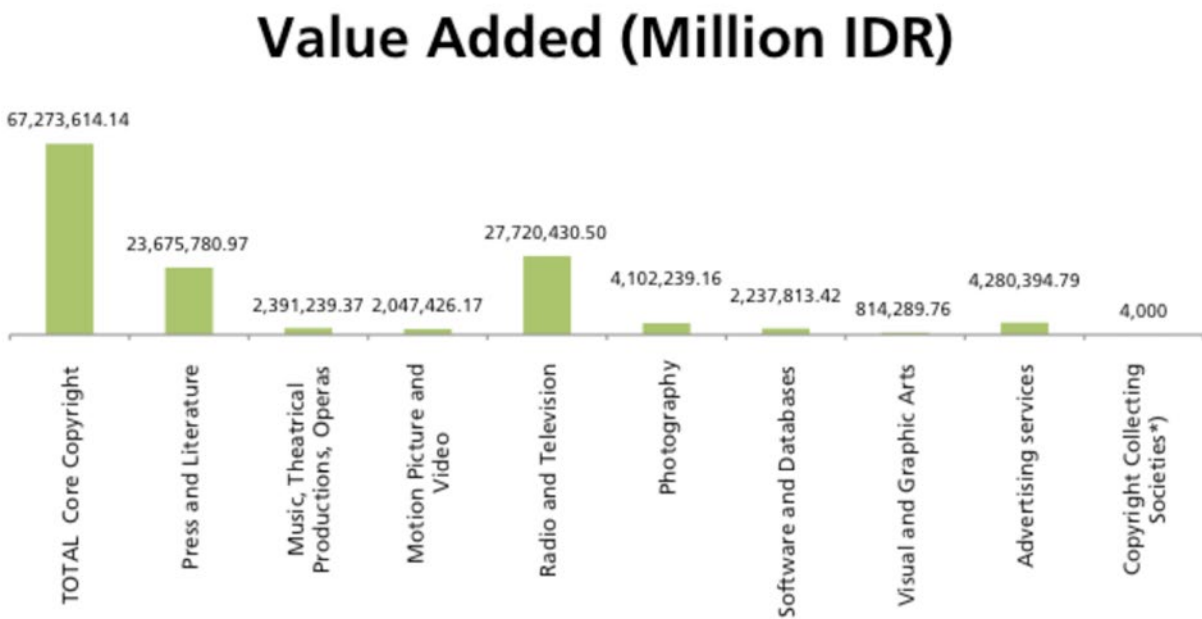 Value Added (Million IDR)
67,273,614.14
23,675,780.97
2,391,239.37
2,047,426.17
27,720,430.50
4,102,239.16
2,237,813.42
814,289.76
4,280,394.79
4,000
TOTAL Core Copyright
Press and Literature
Music, Theatrical
Productions, Operas
Motion Picture and
Video
Radio and Television
Photography
Software and Databases
Visual and Graphic Arts
Advertising services
Copyright Collecting
Societies*)